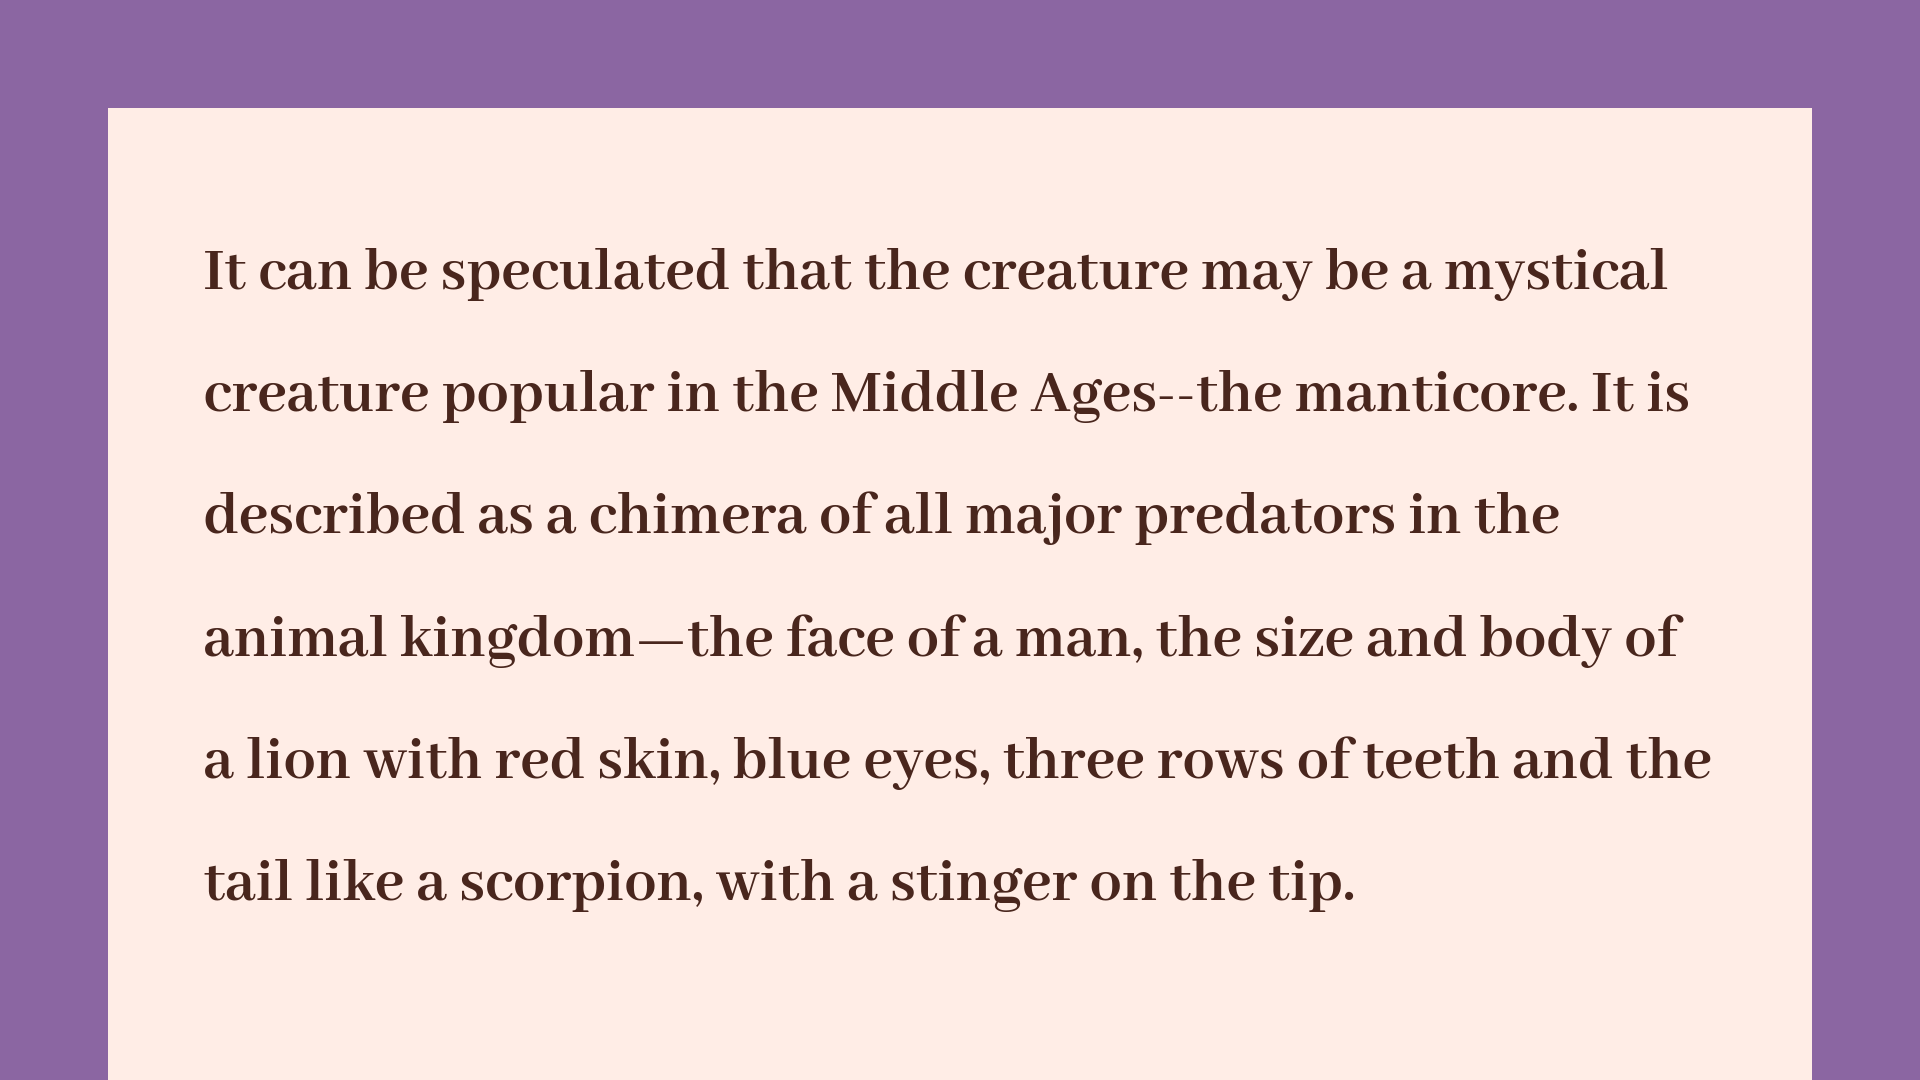 It can be speculated that the creature may be a mystical
creature popular in the Middle Ages--the manticore. It is
described as a chimera of all major predators in the
animal kingdom—the face of a man, the size and body of
a lion with red skin, blue eyes, three rows of teeth and the
tail like a scorpion, with a stinger on the tip.